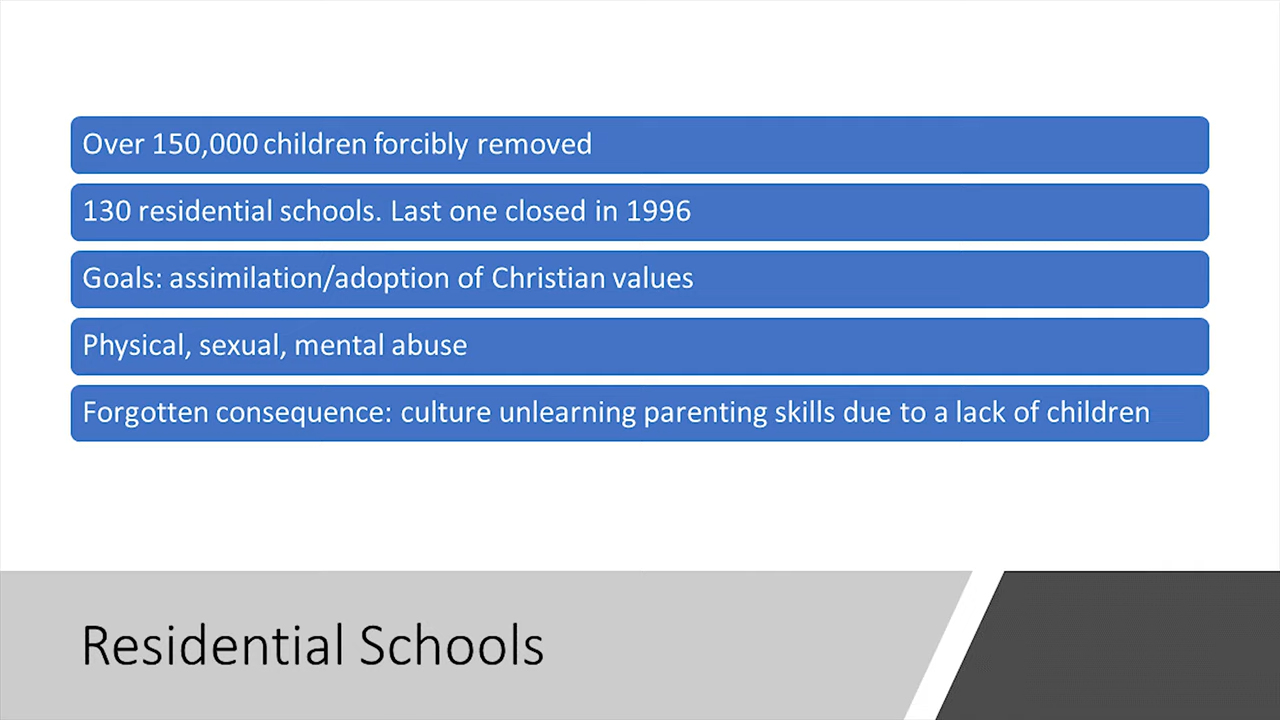 Over 150,000 children forcibly removed
130 residential schools. Last one closed in 1996
Goals: assimilation/adoption of Christian values
Physical, sexual, mental abuse
Forgotten consequence: culture unlearning parenting skills due to a lack of children
Residential Schools